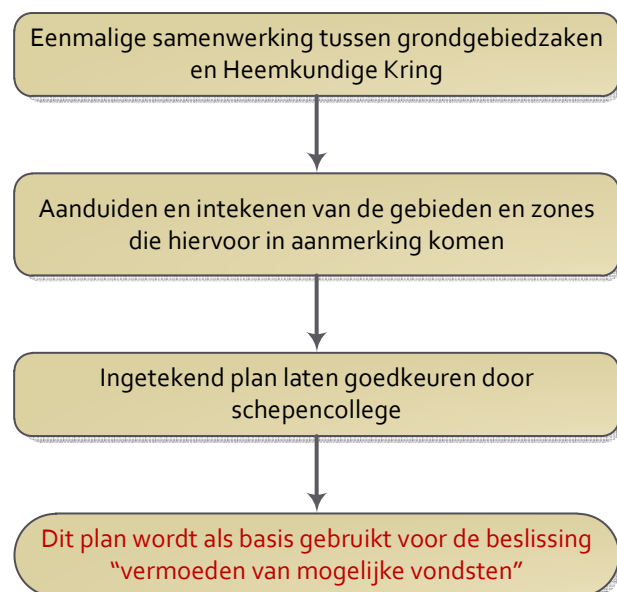 Eenmalige samenwerking tussen grondgebiedzaken
en Heemkundige Kring
Aanduiden en intekenen van de gebieden en zones
die hiervoor in aanmerking komen
Ingetekend plan laten goedkeuren door
schepencollege
Dit plan wordt als basis gebruikt voor de beslissing
“vermoeden van mogelijke vondsten”